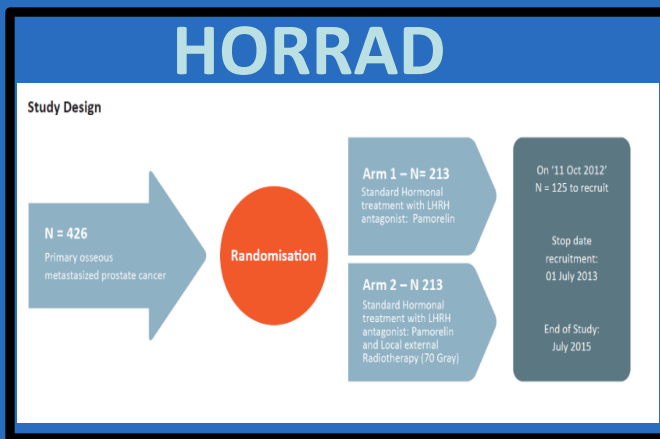 HORRAD
Study Design
N = 426
Primary osseous
metastasized prostate cancer
Randomisation
Arm 1 – N= 213
Standard Hormonal
treatment with LHRH
antagonist:  Pamorelin
Arm 2 – N 213
Standard Hormonal
treatment with LHRH
antagonist: Pamorelin
and Local external
Radiotherapy (70 Gray)
On '11 Oct 2012'
N = 125 to recruit
Stop date
recruitment:
01 July 2013
End of Study:
July 2015